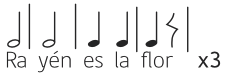 Ra yén es la flor x3